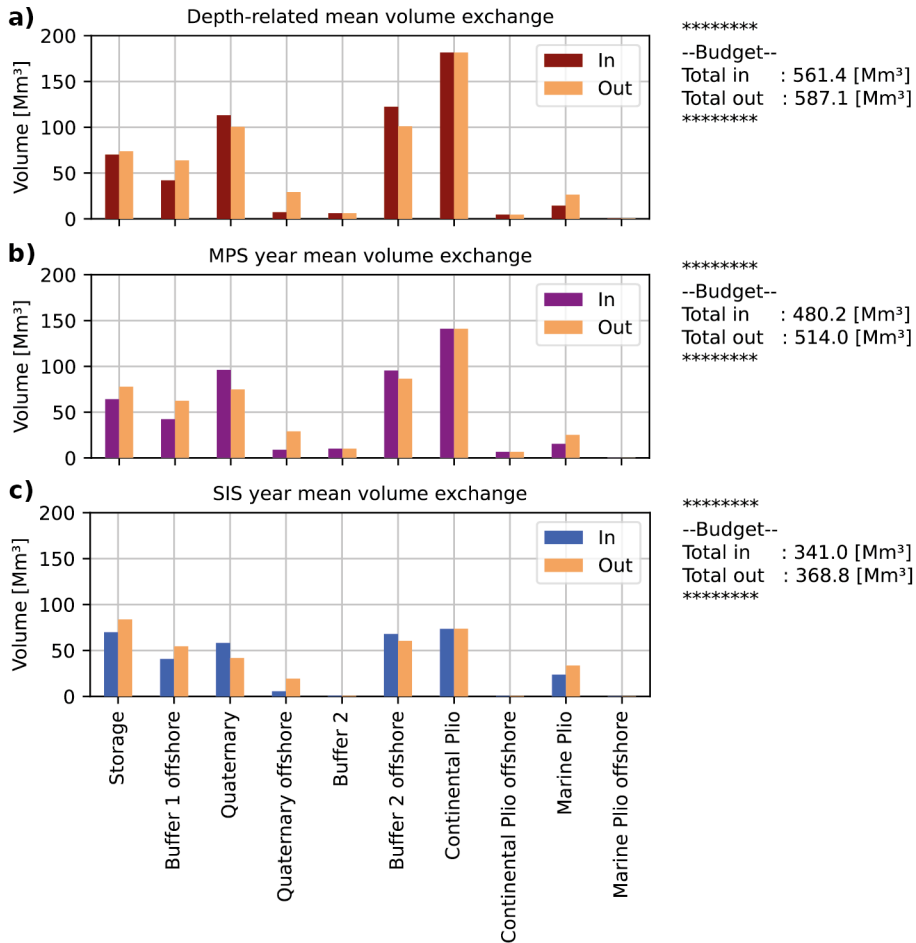 a)
Depth-related mean volume exchange
200
150
100
50
0
Volume [Mm³]
In
Out
********
--Budget--
Total in : 561.4 [Mm³]
Total out : 587.1 [Mm³]
********
b)
MPS year mean volume exchange
200
150
100
50
0
Volume [Mm³]
In
Out
********
--Budget--
Total in : 480.2 [Mm³]
Total out : 514.0 [Mm³]
********
c)
SIS year mean volume exchange
200
150
100
50
0
Volume [Mm³]
In
Out
********
--Budget--
Total in : 341.0 [Mm³]
Total out : 368.8 [Mm³]
********
Storage
Buffer 1 offshore
Quaternary
Quaternary offshore
Buffer 2
Buffer 2 offshore
Continental Plio
Continental Plio offshore
Marine Plio
Marine Plio offshore